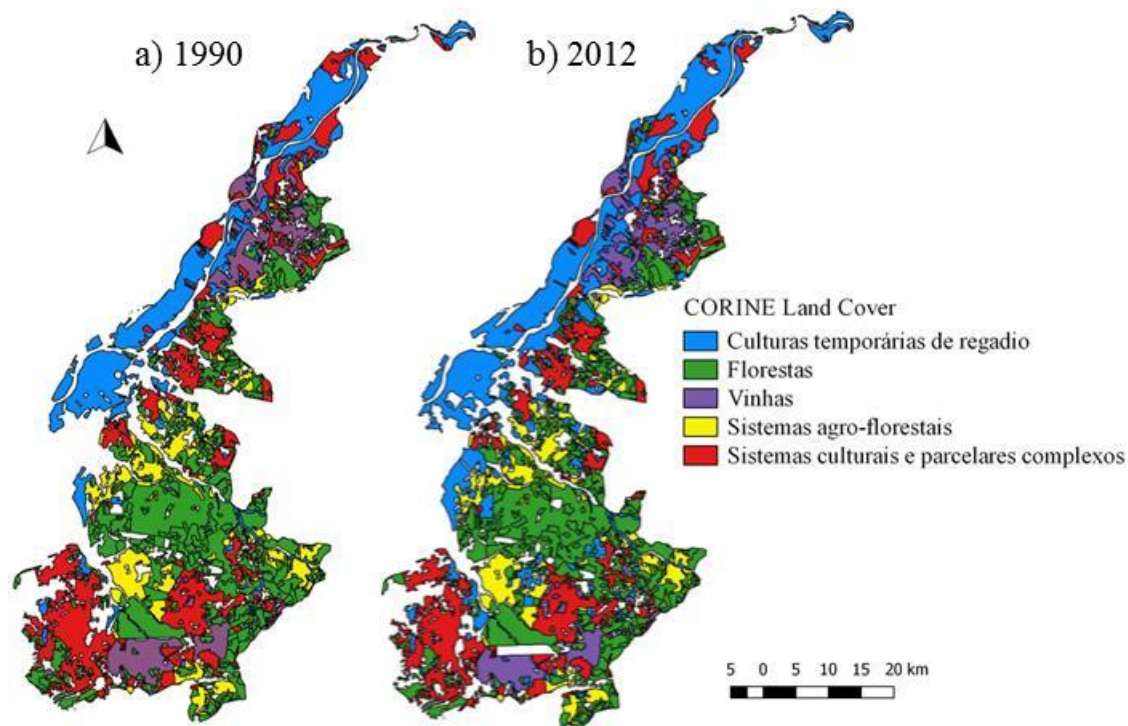 a) 1990
b) 2012
CORINE Land Cover
Culturas temporárias de regadio
Florestas
Vinhas
Sistemas agro-florestais
Sistemas culturais e parcelares complexos
5 0 5 10 15 20 km